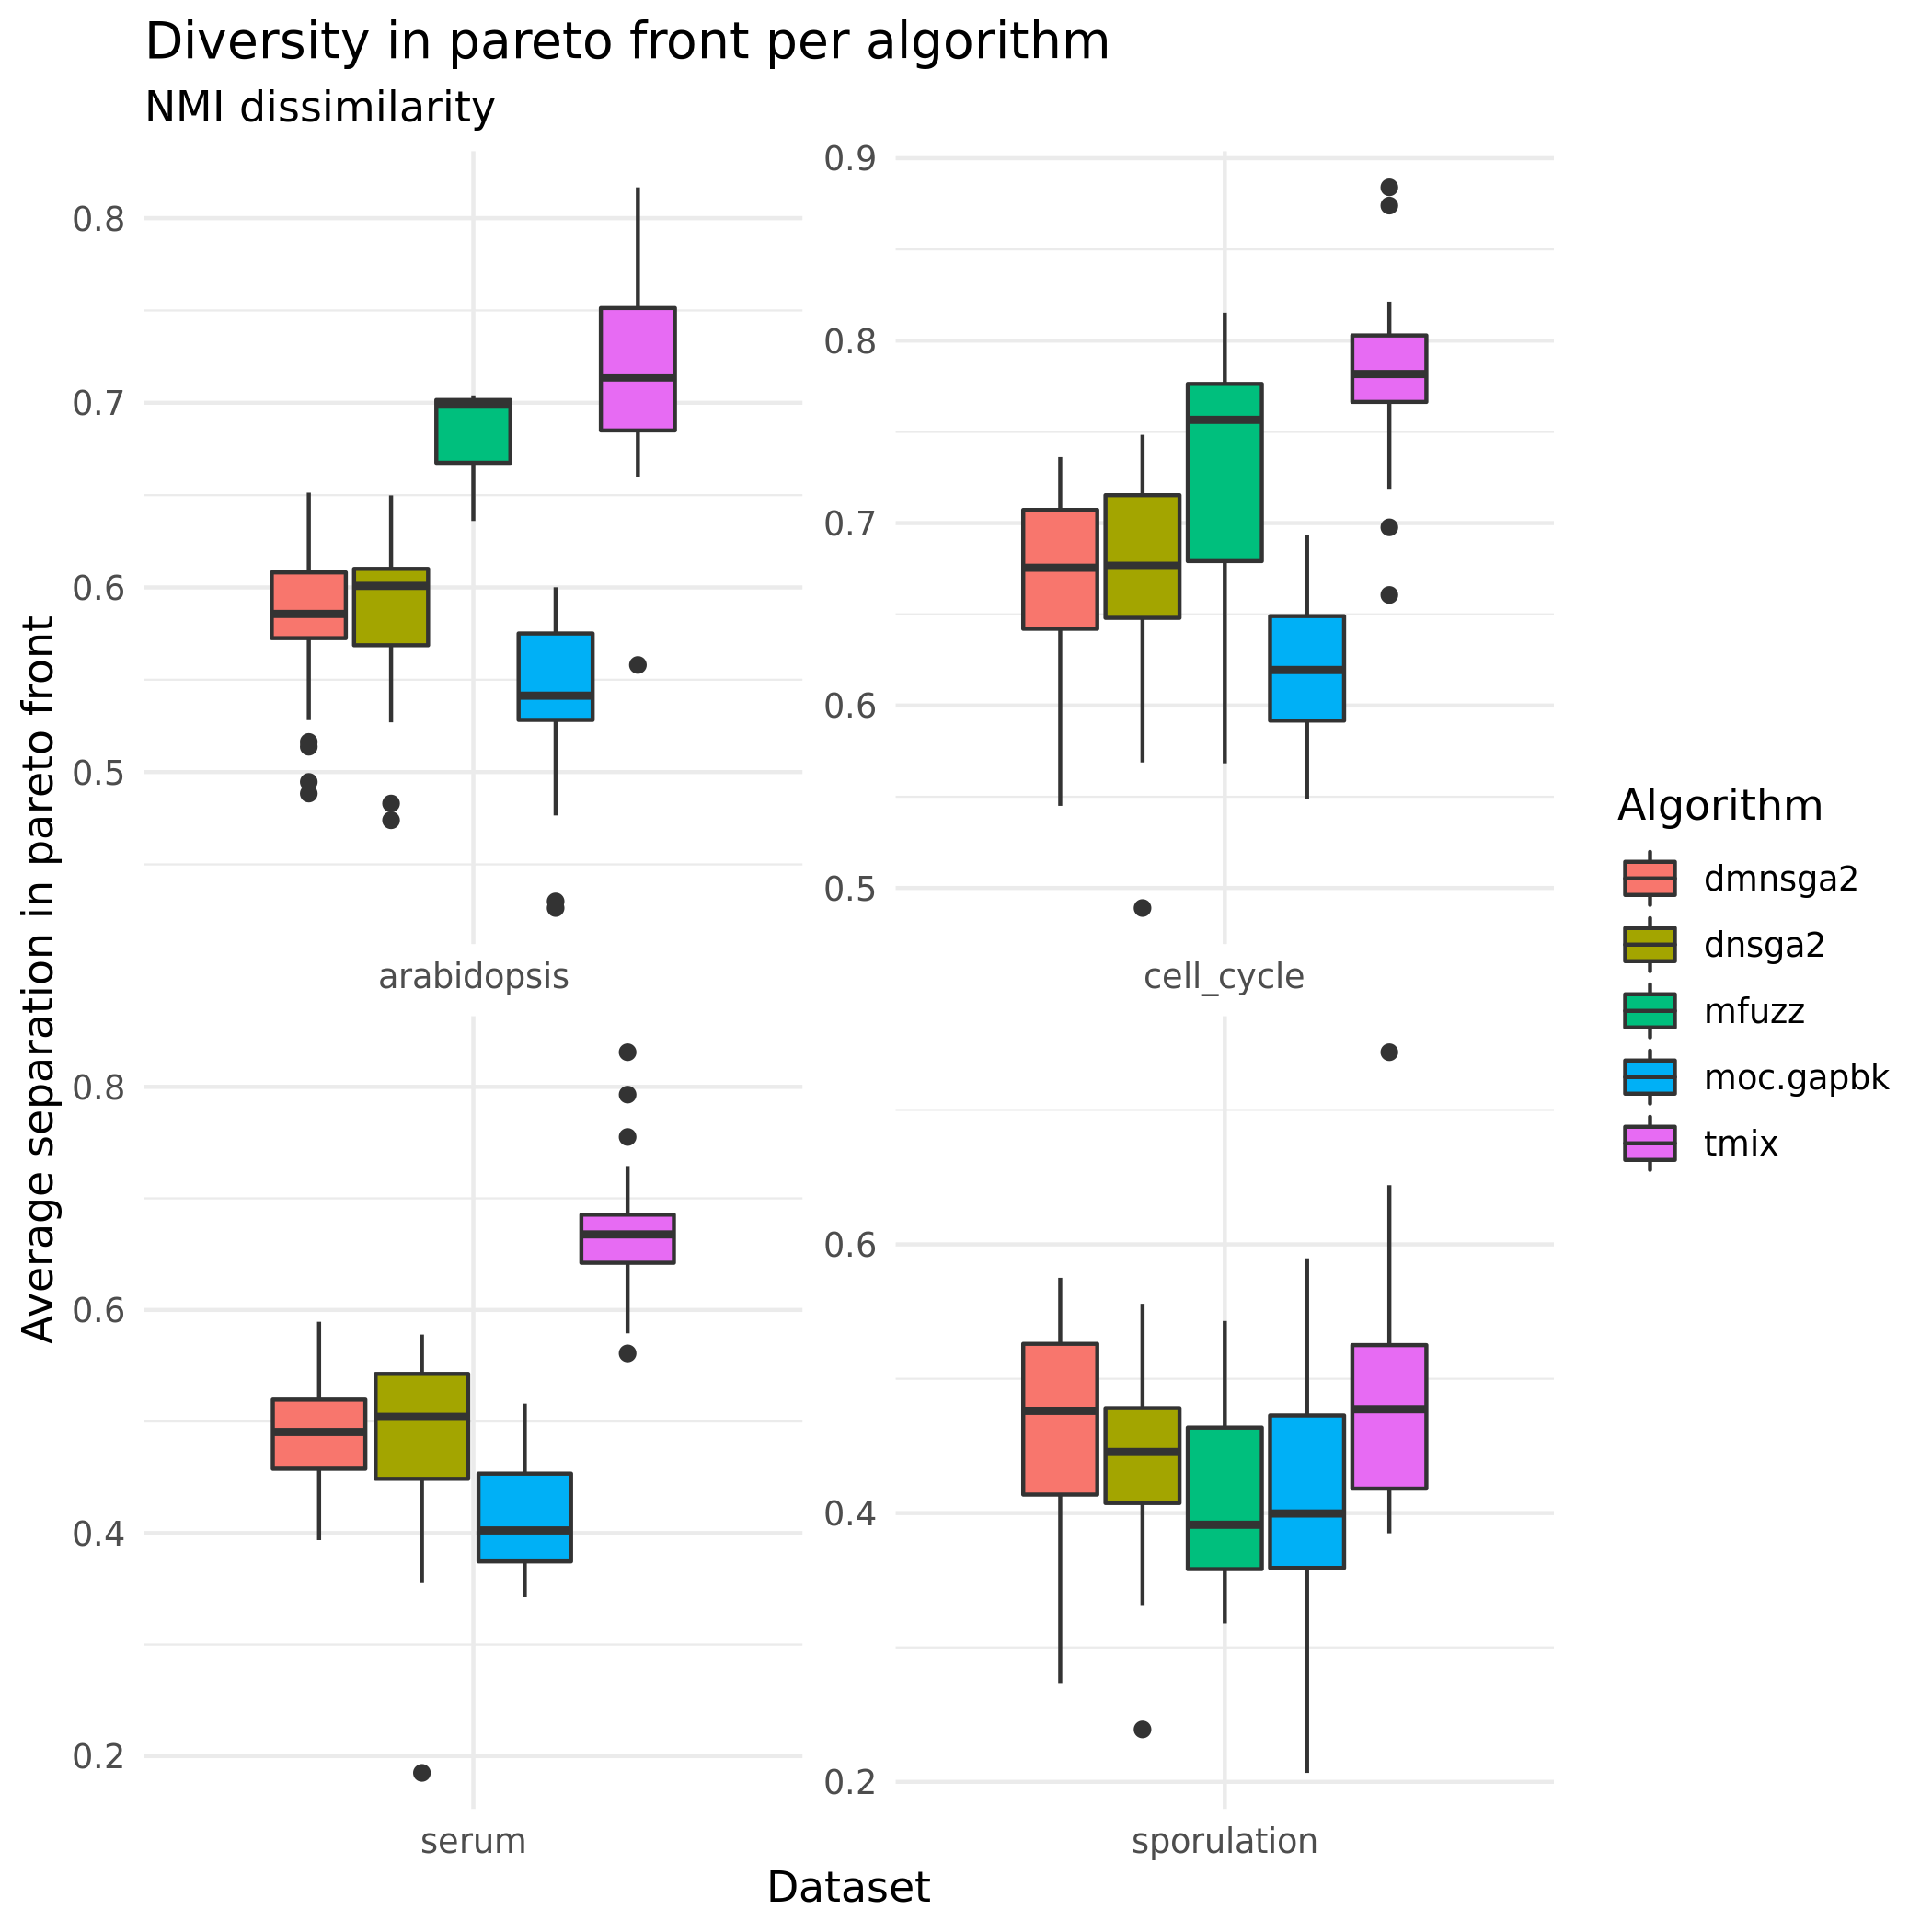 Diversity in pareto front per algorithm
NMI dissimilarity
Average separation in pareto front
0.8
0.7
0.6
0.5
arabidopsis
0.9
0.8
0.7
0.6
0.5
cell_cycle
0.8
0.6
0.4
0.2
serum
0.6
0.4
0.2
sporulation
Dataset
Algorithm
dmnsga2
dnsga2
mfuzz
moc.gapbk
tmix